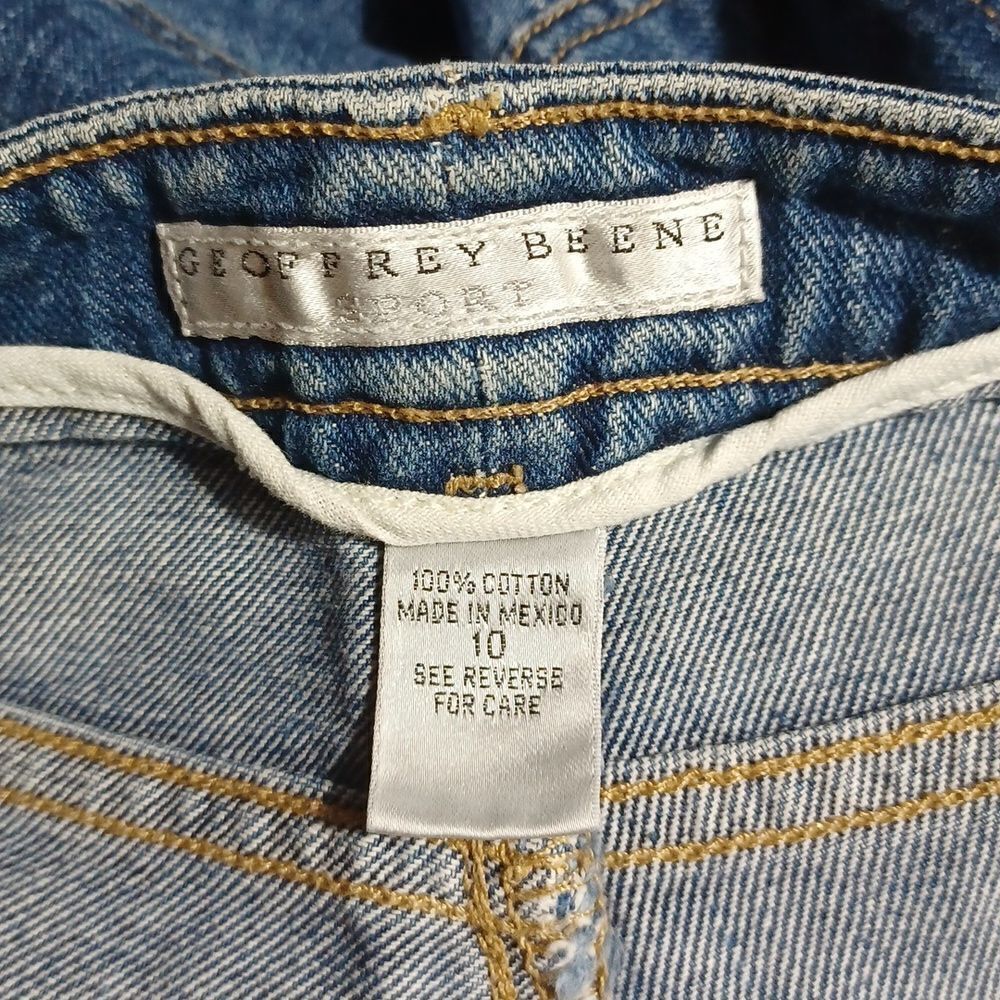 GEOFFREY BEENE
SPORT
100% COTTON
MADE IN MEXICO
10
SEE REVERSE
FOR CARE